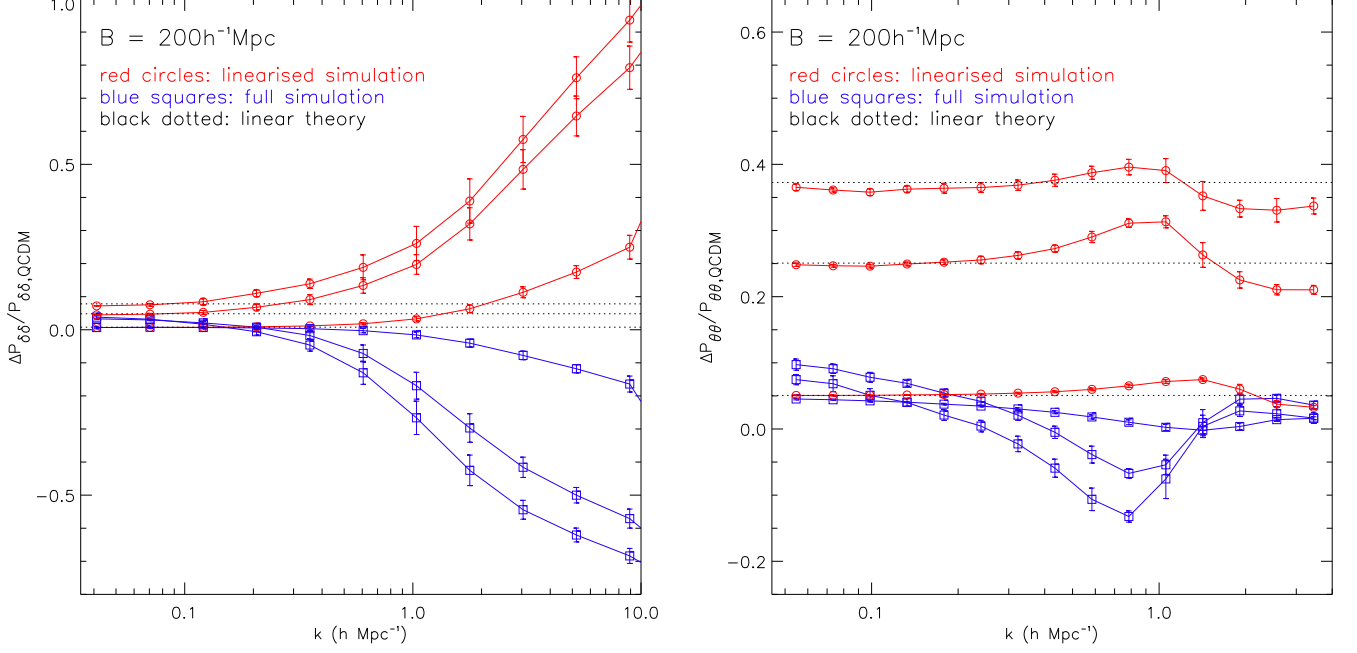 1.0
0.5
0.0
−0.5
ΔP_δδ/P_δδ,QCDM
B = 200h⁻¹Mpc
red circles: linearised simulation
blue squares: full simulation
black dotted: linear theory
0.1
1.0
10.0
k (h Mpc⁻¹)
0.6
0.4
0.2
0.0
−0.2
ΔP_θθ/P_θθ,QCDM
B = 200h⁻¹Mpc
red circles: linearised simulation
blue squares: full simulation
black dotted: linear theory
0.1
1.0
k (h Mpc⁻¹)